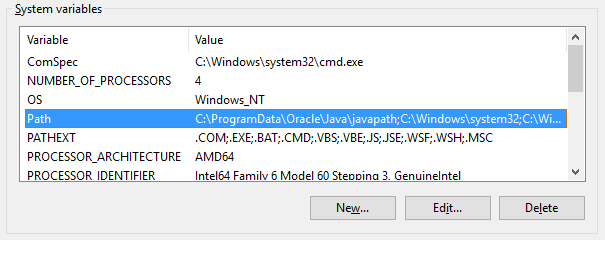 System variables
Variable Value
ComSpec C:\Windows\system32\cmd.exe
NUMBER_OF_PROCESSORS 4
OS Windows_NT
Path C:\ProgramData\Oracle\Java\javapath;C:\Windows\system32;C:\Wi...
PATHEXT .COM;.EXE;.BAT;.CMD;.VBS;.VBE;.JS;.JSE;.WSF;.WSH;.MSC
PROCESSOR_ARCHITECTURE AMD64
PROCESSOR_IDENTIFIER Intel64 Family 6 Model 60 Stepping 3, GenuineIntel
New... Edit... Delete